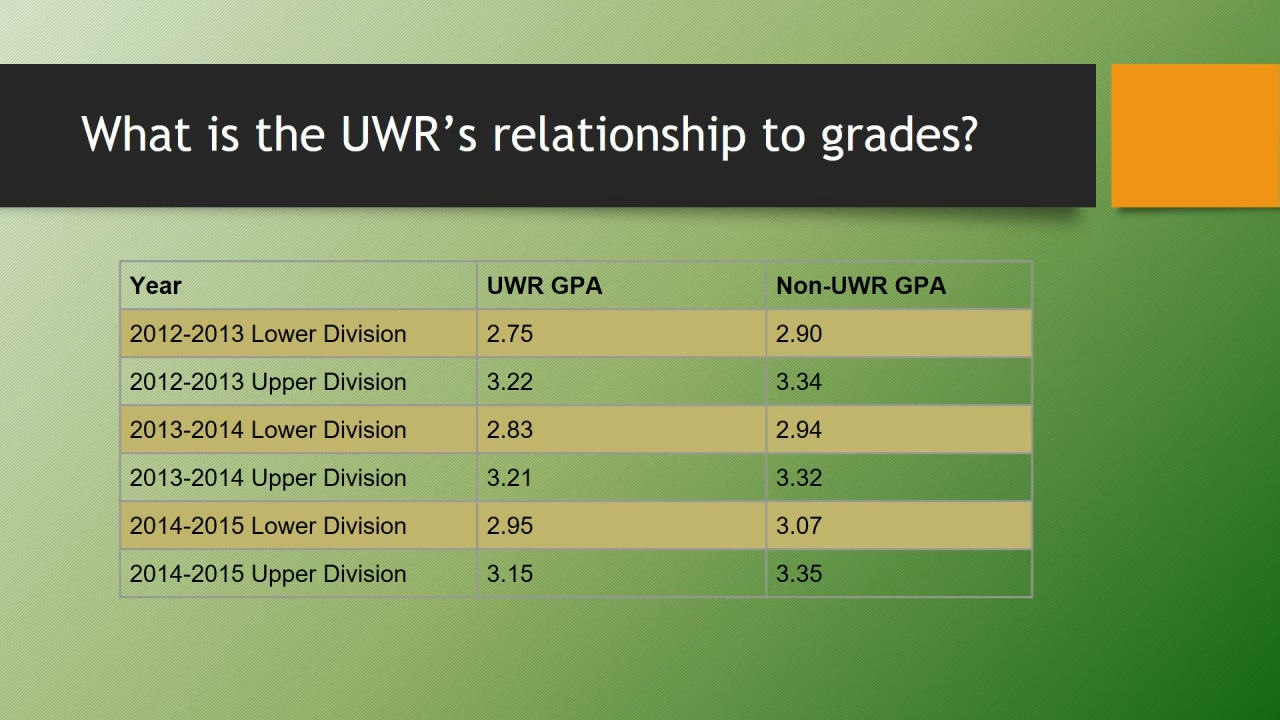 What is the UWR’s relationship to grades?
Year UWR GPA Non-UWR GPA
2012-2013 Lower Division 2.75 2.90
2012-2013 Upper Division 3.22 3.34
2013-2014 Lower Division 2.83 2.94
2013-2014 Upper Division 3.21 3.32
2014-2015 Lower Division 2.95 3.07
2014-2015 Upper Division 3.15 3.35